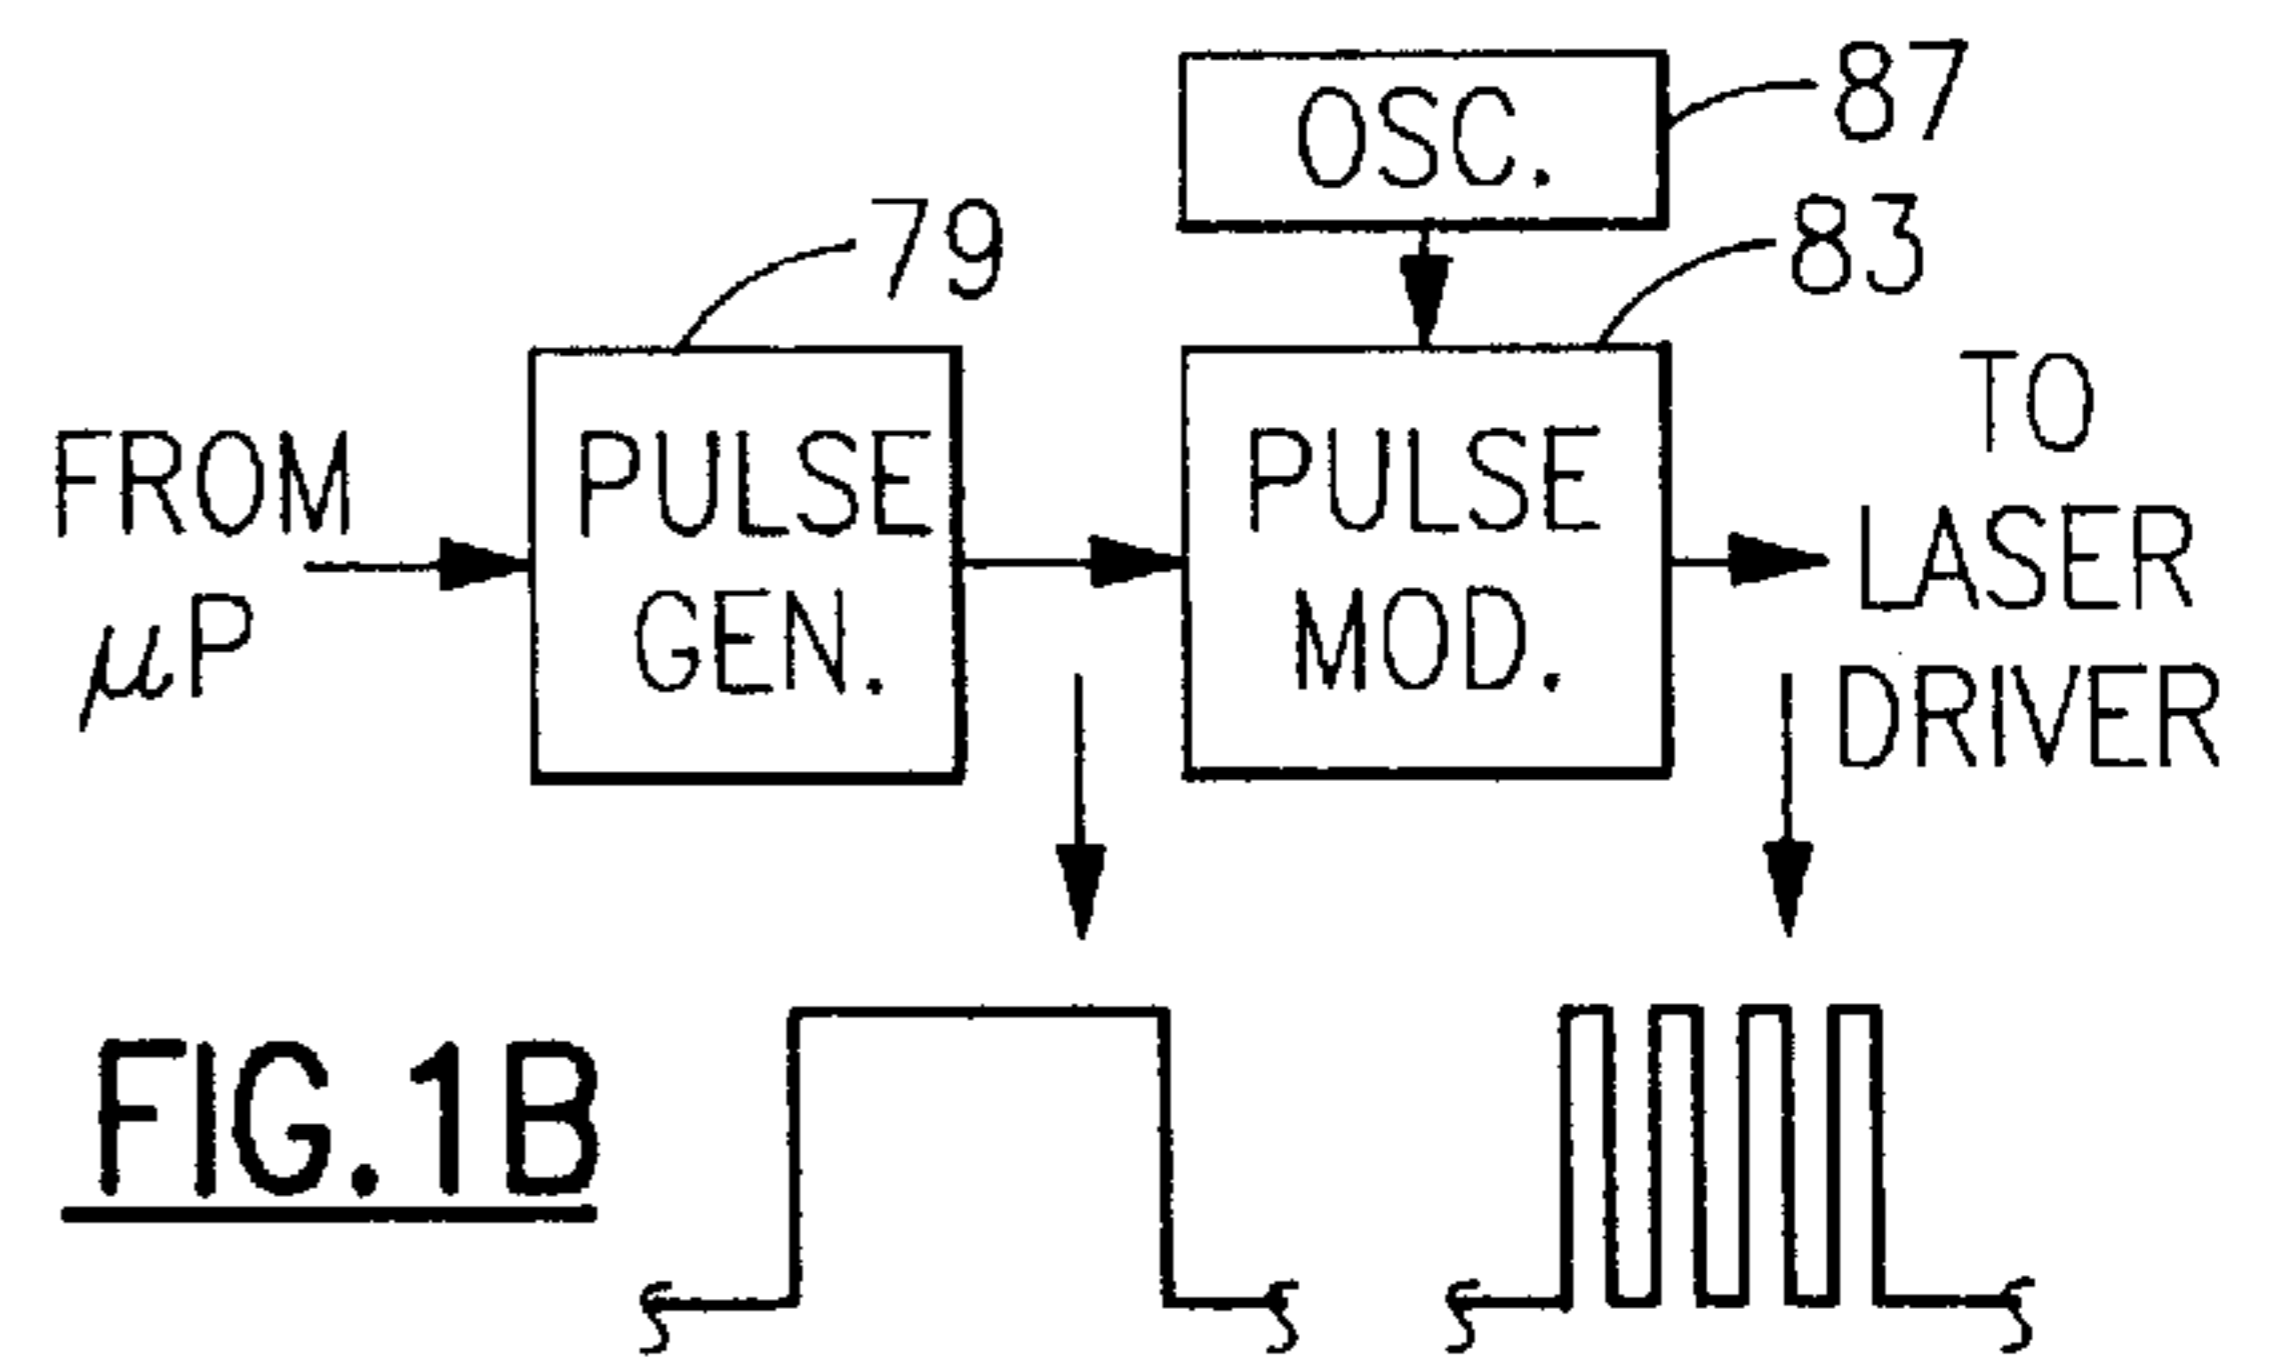 OSC.
87
79
83
FROM
μP
PULSE
GEN.
PULSE
MOD.
TO
LASER
DRIVER
FIG.1B